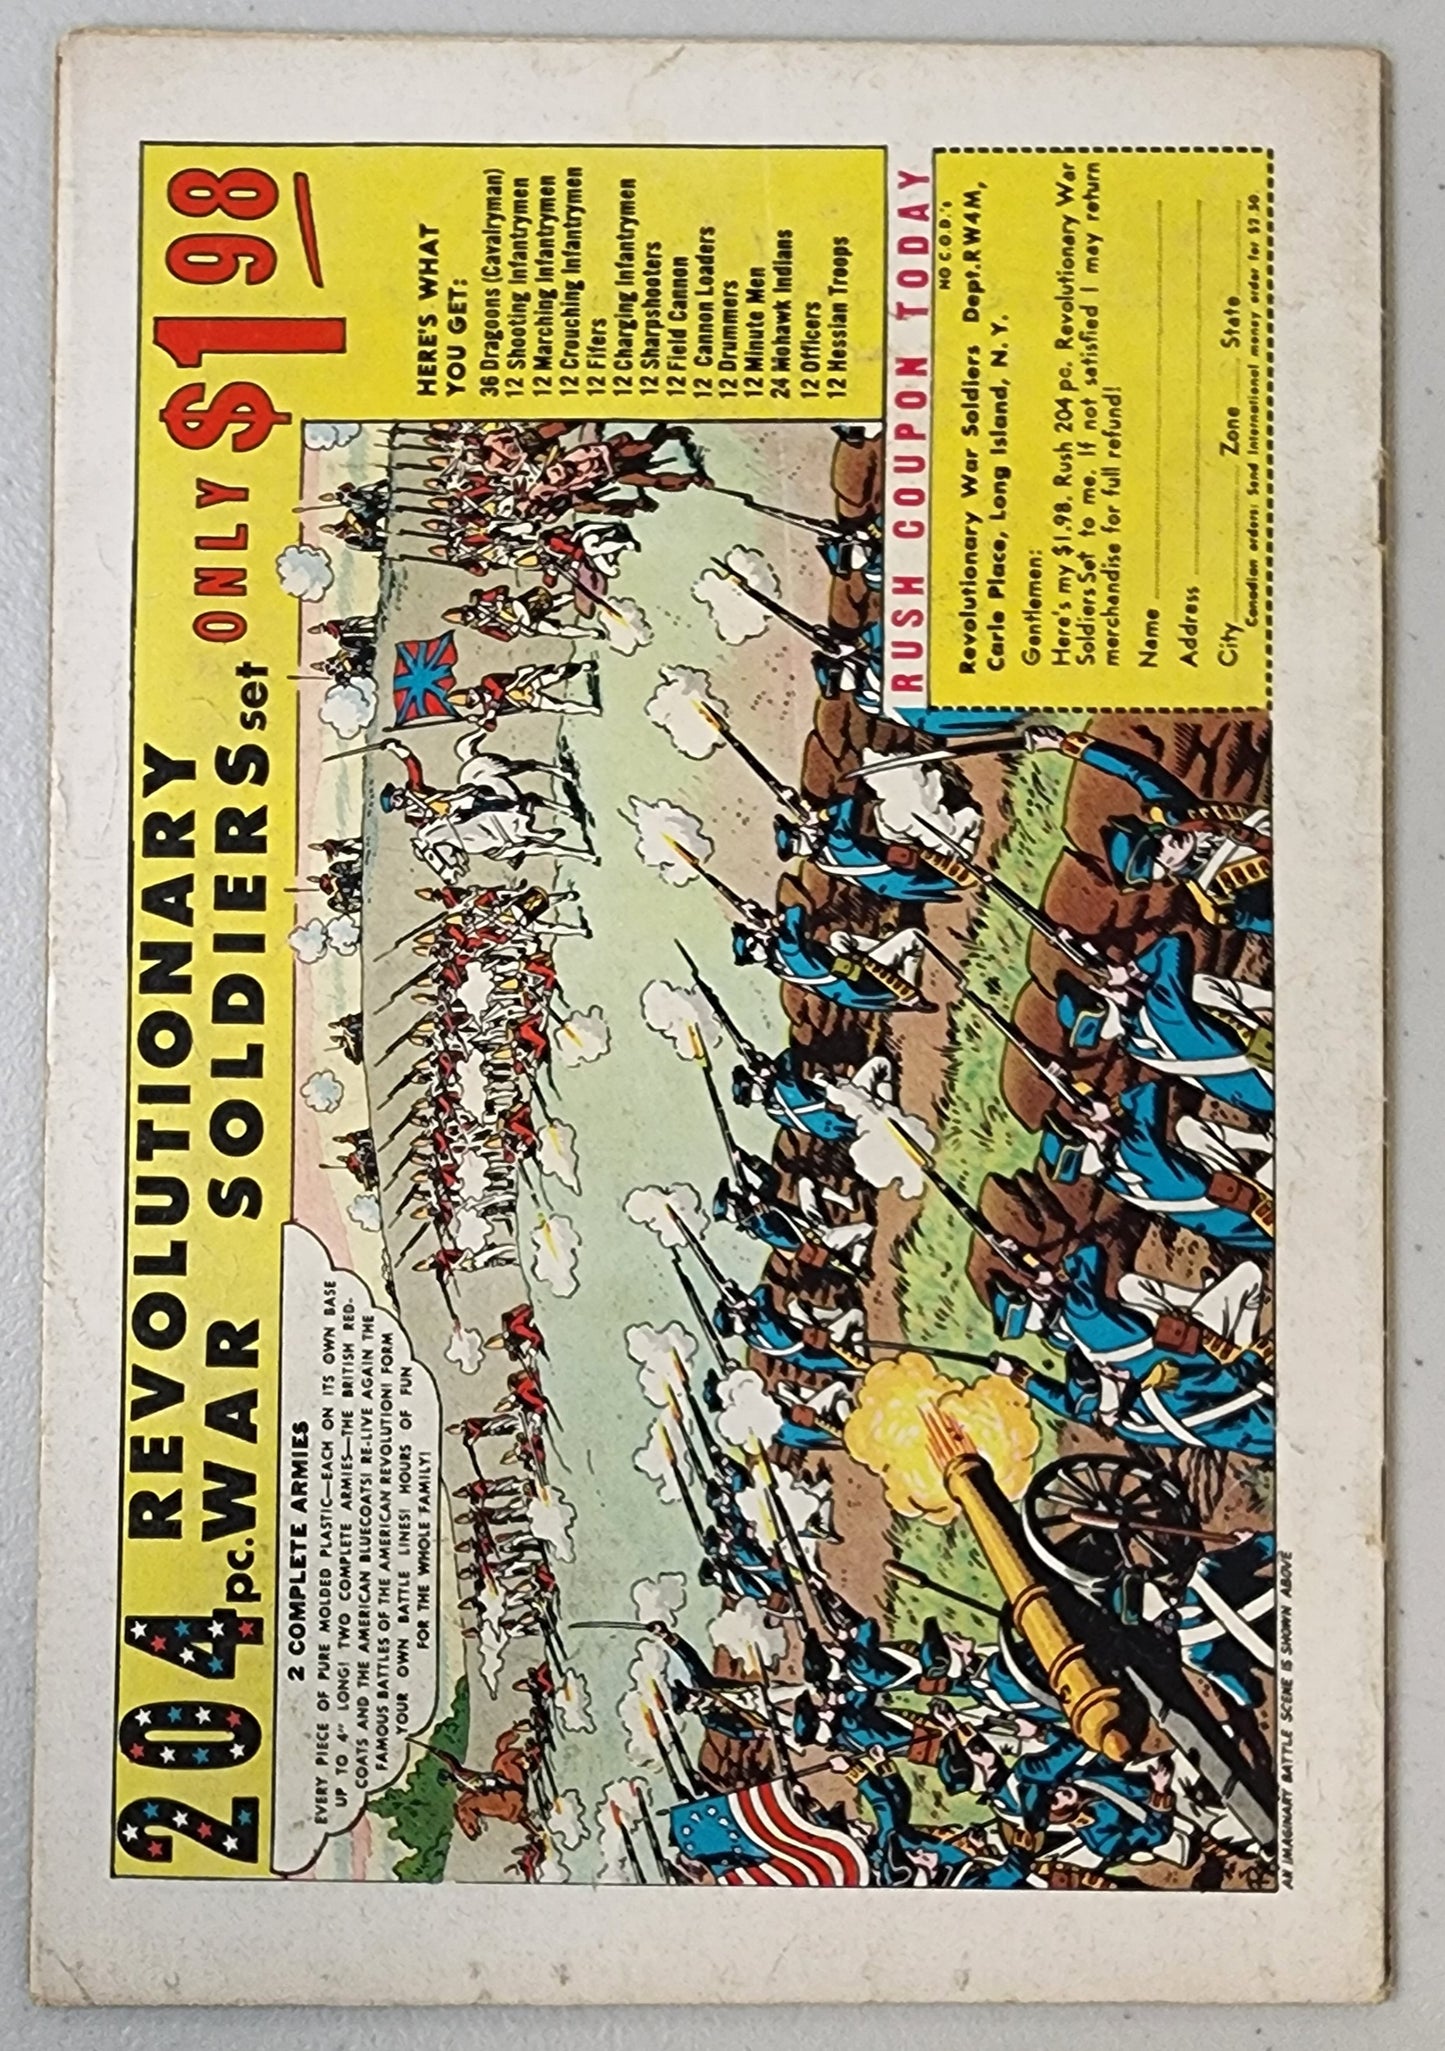 204 pc. REVOLUTIONARY
WAR SOLDIERS set ONLY $1 98
2 COMPLETE ARMIES
EVERY PIECE OF PURE MOLDED PLASTIC—EACH ON ITS OWN BASE
UP TO 4" LONG! TWO COMPLETE ARMIES—THE BRITISH RED-
COATS AND THE AMERICAN BLUECOATS! RE-LIVE AGAIN THE
FAMOUS BATTLES OF THE AMERICAN REVOLUTION! FORM
YOUR OWN BATTLE LINES! HOURS OF FUN
FOR THE WHOLE FAMILY!
HERE'S WHAT
YOU GET:
36 Dragoons (Cavalryman)
12 Shooting Infantrymen
12 Marching Infantrymen
12 Crouching Infantrymen
12 Fifers
12 Charging Infantrymen
12 Sharpshooters
12 Field Cannon
12 Cannon Loaders
12 Drummers
12 Minute Men
24 Mohawk Indians
12 Officers
12 Hessian Troops
RUSH COUPON TODAY
NO C.O.D.'s
Revolutionary War Soldiers Dept.RW4M,
Carle Place, Long Island, N.Y.
Gentlemen:
Here's my $1.98. Rush 204 pc. Revolutionary War
Soldiers Set to me. If not satisfied I may return
merchandise for full refund!
Name
Address
City Zone State
Canadian orders: Send International money order for $2.50
AN IMAGINARY BATTLE SCENE IS SHOWN ABOVE